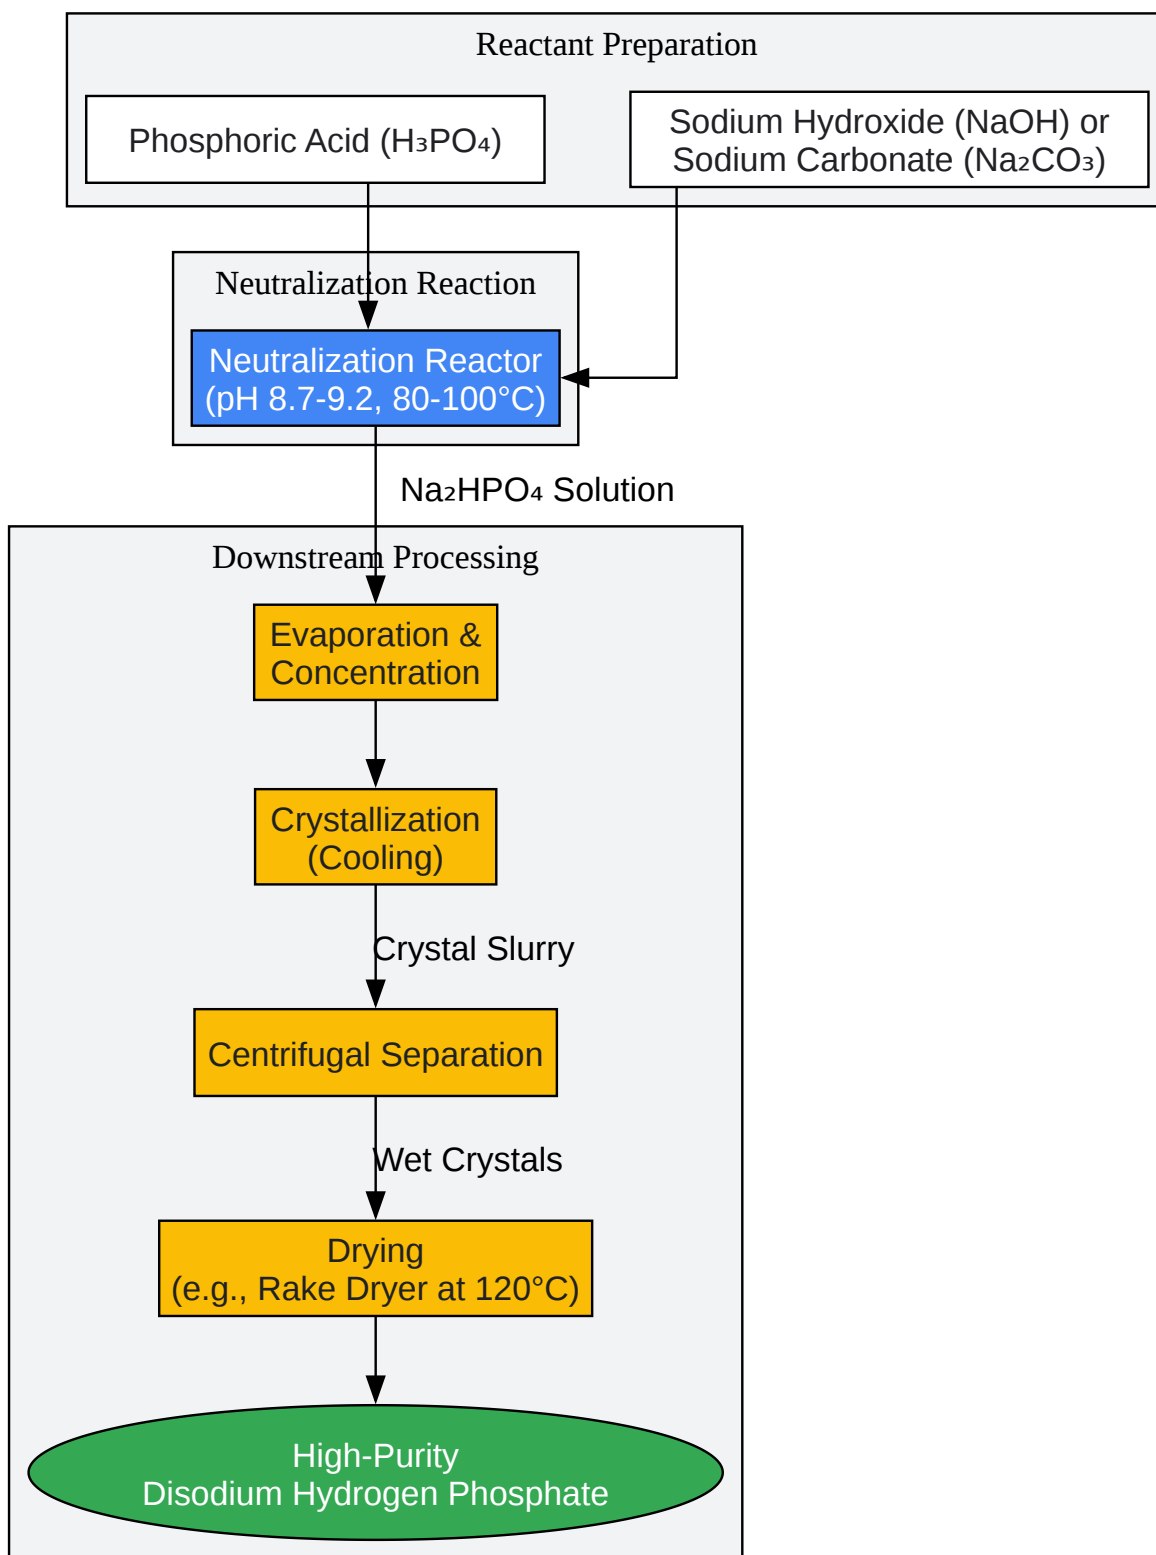 Reactant Preparation
Phosphoric Acid (H₃PO₄)
Sodium Hydroxide (NaOH) or
Sodium Carbonate (Na₂CO₃)
Neutralization Reaction
Neutralization Reactor
(pH 8.7-9.2, 80-100°C)
Na₂HPO₄ Solution
Downstream Processing
Evaporation &
Concentration
Crystallization
(Cooling)
Crystal Slurry
Centrifugal Separation
Wet Crystals
Drying
(e.g., Rake Dryer at 120°C)
High-Purity
Disodium Hydrogen Phosphate